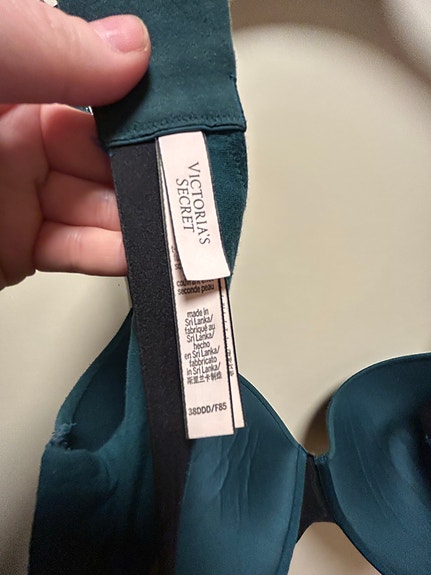 VICTORIA'S
SECRET
seconde peau
made in
Sri Lanka/
fabriqué au
Sri Lanka/
hecho
en Sri Lanka/
fabbricato
in Sri Lanka/
斯里兰卡制造
38DDD/F85